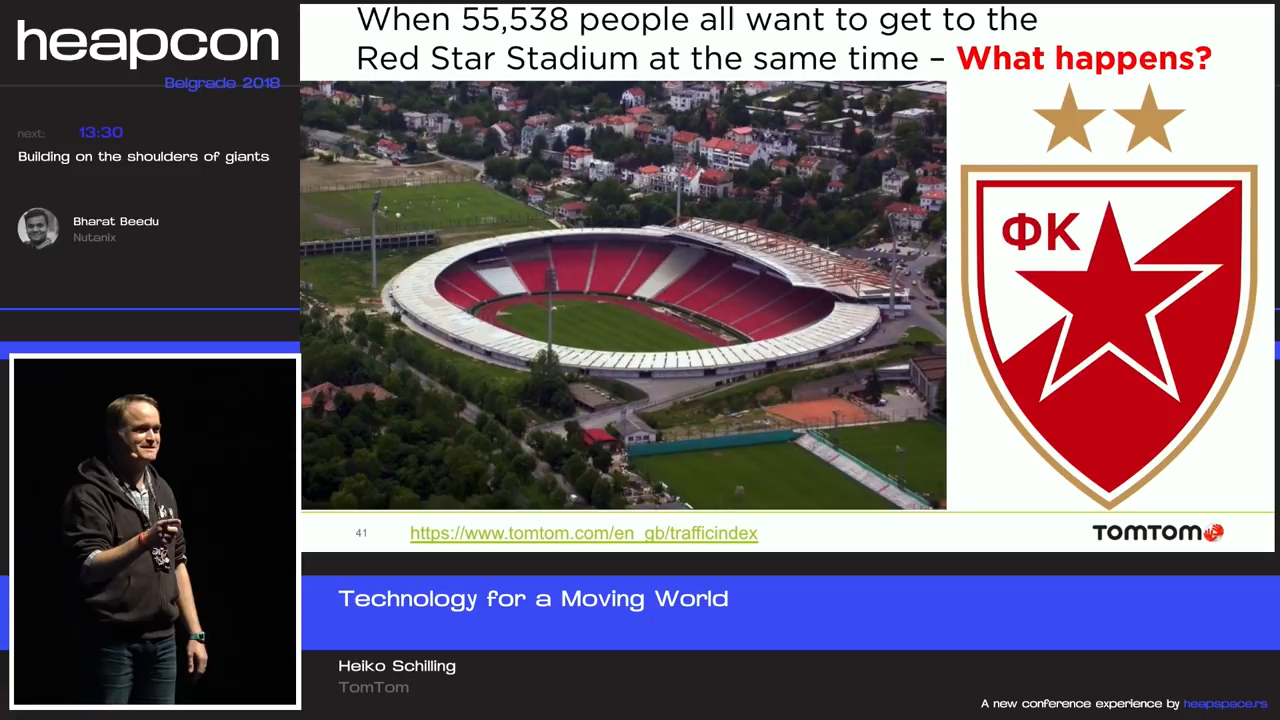 heapcon
Belgrade 2018
next: 13:30
Building on the shoulders of giants
Bharat Beedu
Nutanix
When 55,538 people all want to get to the
Red Star Stadium at the same time – What happens?
ФК
41
https://www.tomtom.com/en_gb/trafficindex
TOMTOM
Technology for a Moving World
Heiko Schilling
TomTom
A new conference experience by heapspace.rs